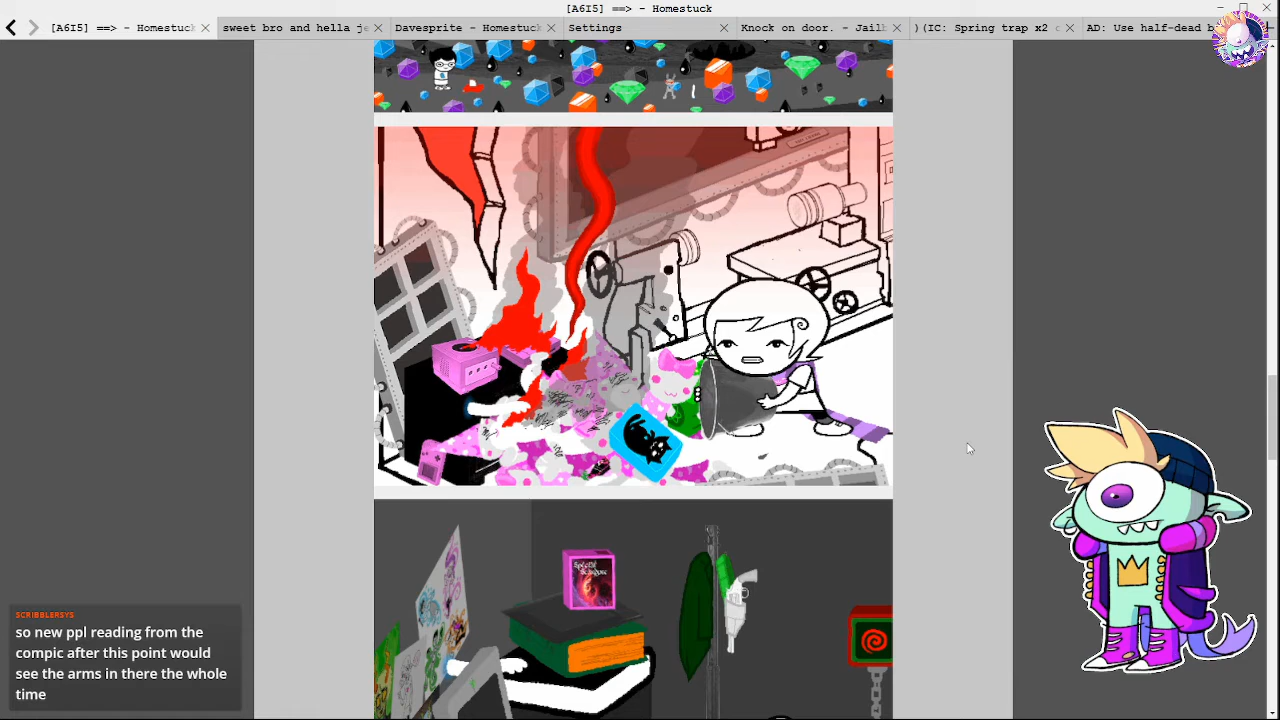 [A6I5] ==> - Homestuck
[A6I5] ==> - Homestuck
sweet bro and hella je
Davesprite - Homestuck
Settings
Knock on door. - Jail
)(IC: Spring trap x2
AD: Use half-dead
SCRIBBLERSYS
so new ppl reading from the
compic after this point would
see the arms in there the whole
time